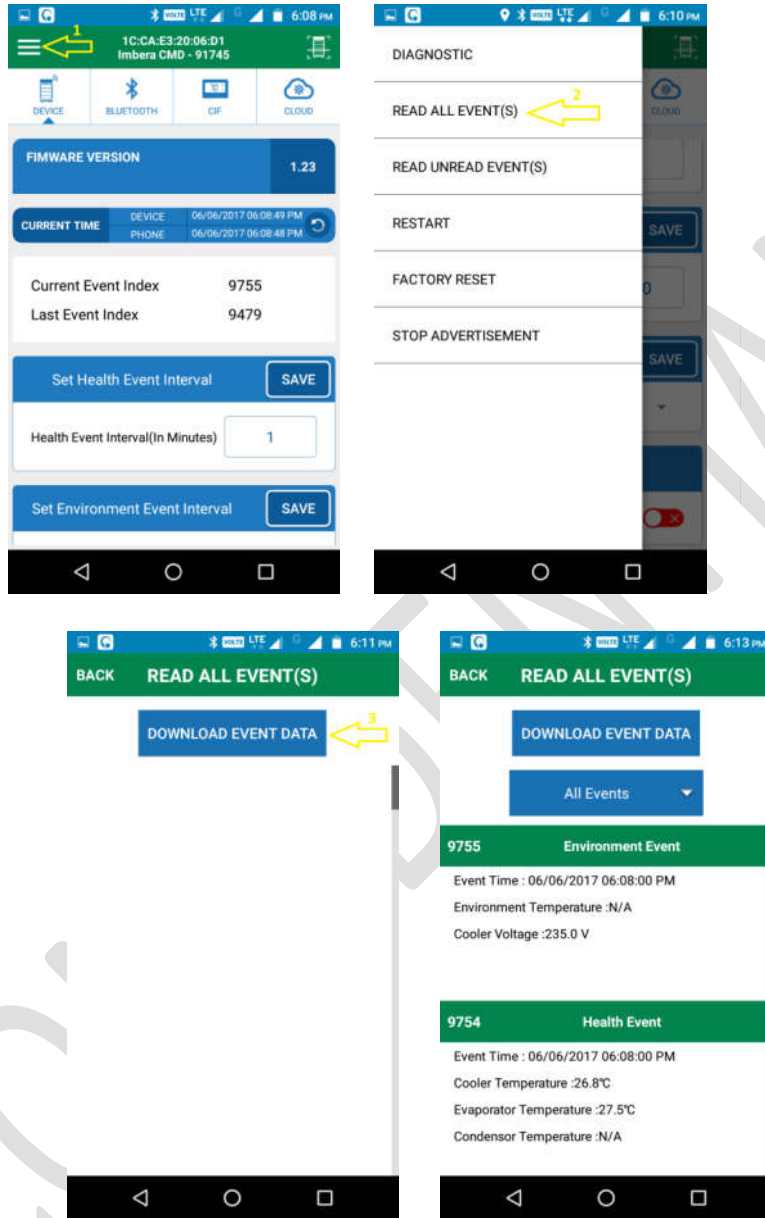 6:08 PM
1
1C:CA:E3:20:06:D1
Imbera CMD - 91745
DEVICE BLUETOOTH CIF CLOUD
FIMWARE VERSION 1.23
CURRENT TIME
DEVICE 06/06/2017 06:08:49 PM
PHONE 06/06/2017 06:08:48 PM
Current Event Index 9755
Last Event Index 9479
Set Health Event Interval SAVE
Health Event Interval(In Minutes) 1
Set Environment Event Interval SAVE
VOLTE LTE G 6:10 PM
DIAGNOSTIC
READ ALL EVENT(S) 2
READ UNREAD EVENT(S)
RESTART
FACTORY RESET
STOP ADVERTISEMENT
CLOUD
SAVE
0
SAVE
VOLTE LTE G 6:11 PM
BACK READ ALL EVENT(S)
DOWNLOAD EVENT DATA 3
VOLTE LTE G 6:13 PM
BACK READ ALL EVENT(S)
DOWNLOAD EVENT DATA
All Events
9755 Environment Event
Event Time : 06/06/2017 06:08:00 PM
Environment Temperature :N/A
Cooler Voltage :235.0 V
9754 Health Event
Event Time : 06/06/2017 06:08:00 PM
Cooler Temperature :26.8℃
Evaporator Temperature :27.5℃
Condensor Temperature :N/A